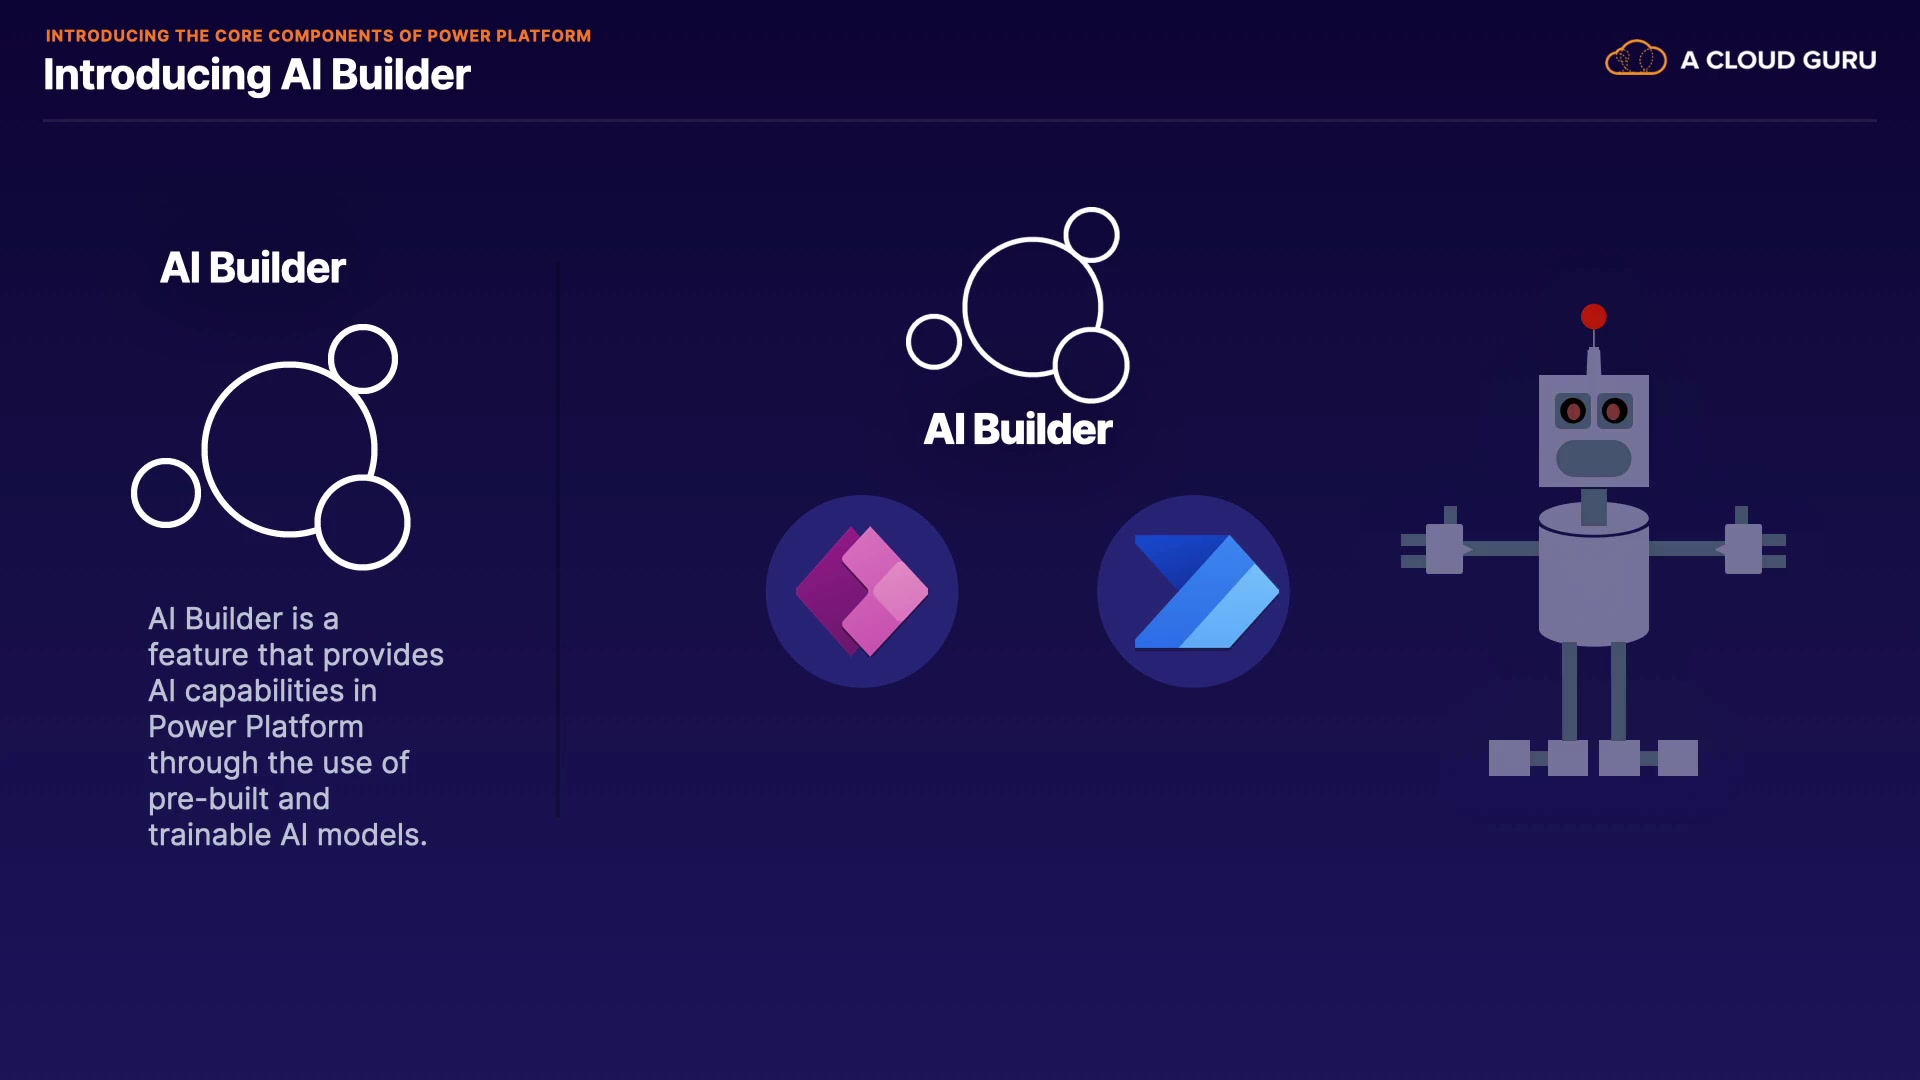 INTRODUCING THE CORE COMPONENTS OF POWER PLATFORM
Introducing AI Builder
A CLOUD GURU
AI Builder
AI Builder is a
feature that provides
AI capabilities in
Power Platform
through the use of
pre-built and
trainable AI models.
AI Builder